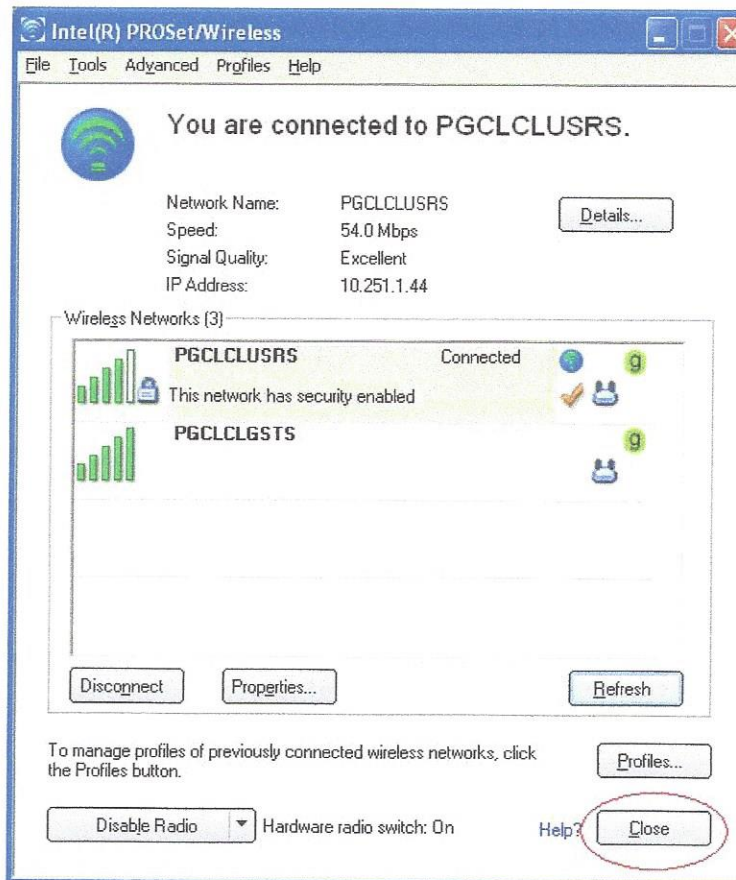 Intel(R) PROSet/Wireless
File Tools Advanced Profiles Help
You are connected to PGCLCLUSRS.
Network Name: PGCLCLUSRS
Details...
Speed: 54.0 Mbps
Signal Quality: Excellent
IP Address: 10.251.1.44
Wireless Networks (3)
PGCLCLUSRS Connected g
This network has security enabled
PGCLCLGSTS g
Disconnect Properties... Refresh
To manage profiles of previously connected wireless networks, click
the Profiles button.
Profiles...
Disable Radio Hardware radio switch: On Help? Close